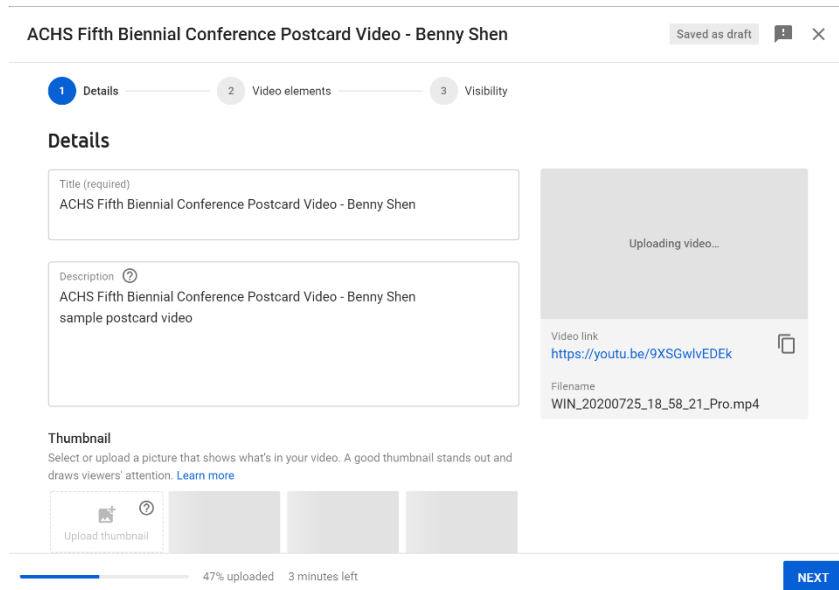 ACHS Fifth Biennial Conference Postcard Video - Benny Shen
Saved as draft
1 Details
2 Video elements
3 Visibility
Details
Title (required)
ACHS Fifth Biennial Conference Postcard Video - Benny Shen
Description
ACHS Fifth Biennial Conference Postcard Video - Benny Shen
sample postcard video
Uploading video...
Video link
https://youtu.be/9XSGwlvEDEk
Filename
WIN_20200725_18_58_21_Pro.mp4
Thumbnail
Select or upload a picture that shows what's in your video. A good thumbnail stands out and
draws viewers' attention. Learn more
Upload thumbnail
47% uploaded 3 minutes left
NEXT